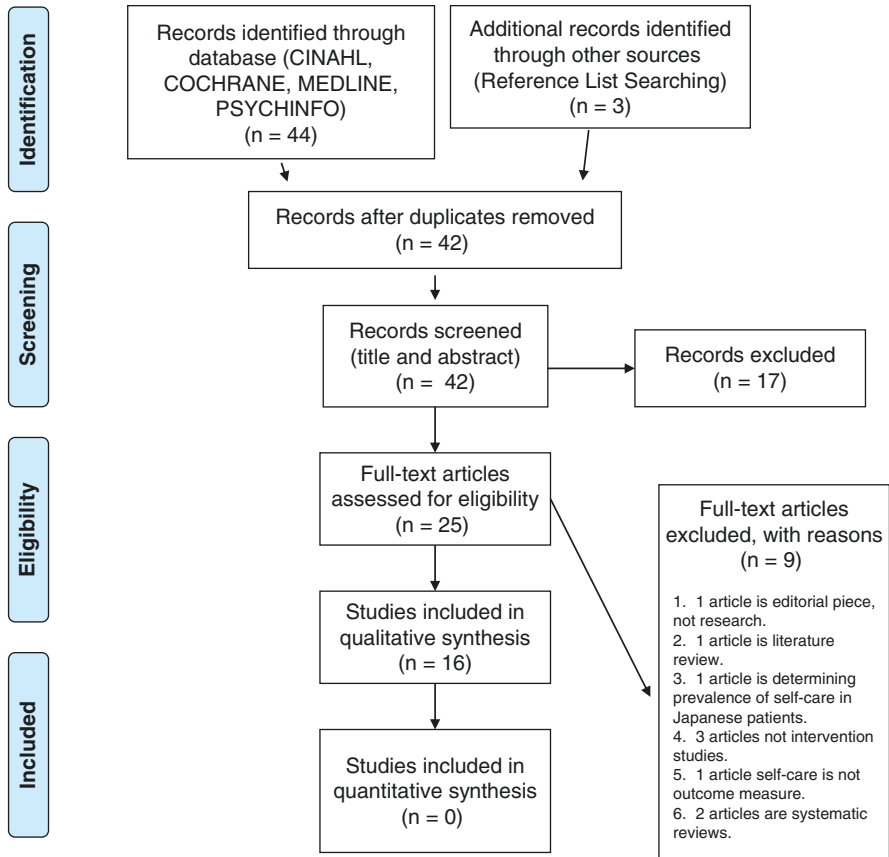 Identification
Records identified through
database (CINAHL,
COCHRANE, MEDLINE,
PSYCHINFO)
(n = 44)
Additional records identified
through other sources
(Reference List Searching)
(n = 3)
Records after duplicates removed
(n = 42)
Screening
Records screened
(title and abstract)
(n = 42)
Records excluded
(n = 17)
Eligibility
Full-text articles
assessed for eligibility
(n = 25)
Full-text articles
excluded, with reasons
(n = 9)
1. 1 article is editorial piece,
not research.
2. 1 article is literature
review.
3. 1 article is determining
prevalence of self-care in
Japanese patients.
4. 3 articles not intervention
studies.
5. 1 article self-care is not
outcome measure.
6. 2 articles are systematic
reviews.
Studies included in
qualitative synthesis
(n = 16)
Included
Studies included in
quantitative synthesis
(n = 0)